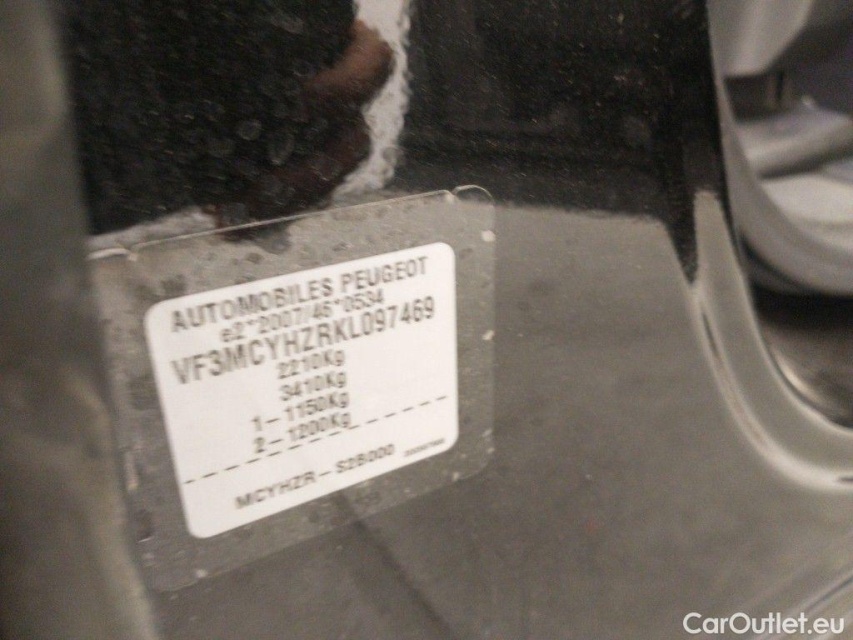 AUTOMOBILES PEUGEOT
e2*2007/46*0534
VF3MCYHZRKL097469
2210Kg
3410Kg
1-1150Kg
2-1200Kg
MCYHZR-S2B000
CarOutlet.eu